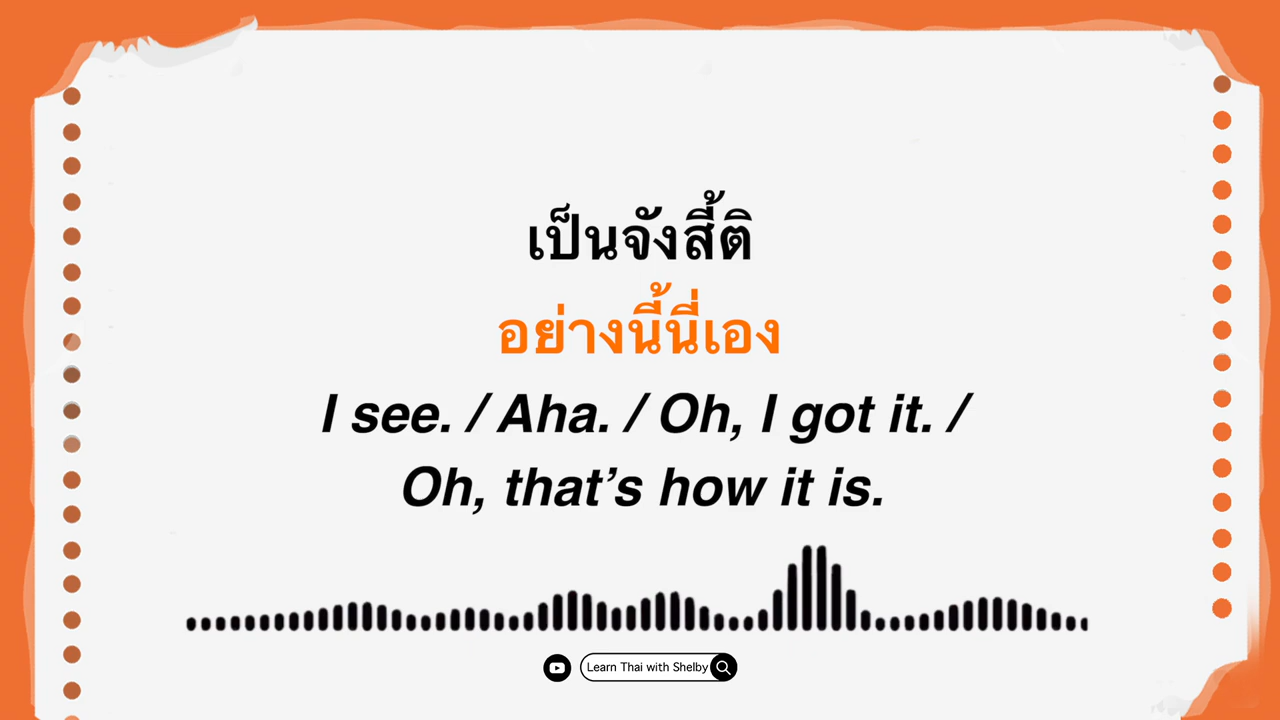 เป็นจังสี้ติ
อย่างนี้นี่เอง
I see. / Aha. / Oh, I got it. /
Oh, that’s how it is.
Learn Thai with Shelby